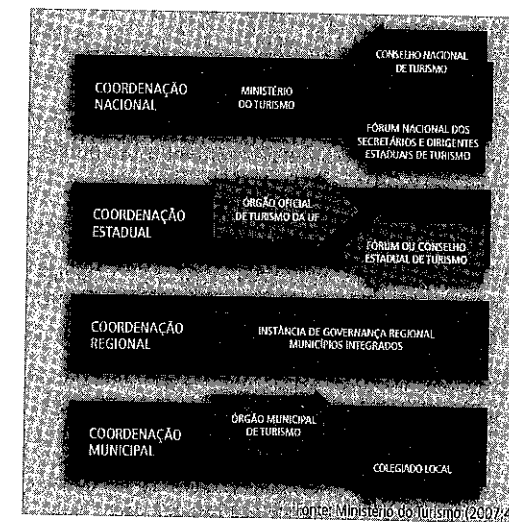 COORDENAÇÃO
NACIONAL
MINISTÉRIO
DO TURISMO
CONSELHO NACIONAL
DE TURISMO
FÓRUM NACIONAL DOS
SECRETÁRIOS E DIRIGENTES
ESTADUAIS DE TURISMO
COORDENAÇÃO
ESTADUAL
ÓRGÃO OFICIAL
DE TURISMO DA UF
FÓRUM OU CONSELHO
ESTADUAL DE TURISMO
COORDENAÇÃO
REGIONAL
INSTÂNCIA DE GOVERNANÇA REGIONAL
MUNICÍPIOS INTEGRADOS
COORDENAÇÃO
MUNICIPAL
ÓRGÃO MUNICIPAL
DE TURISMO
COLEGIADO LOCAL
Fonte: Ministério do Turismo (2007: